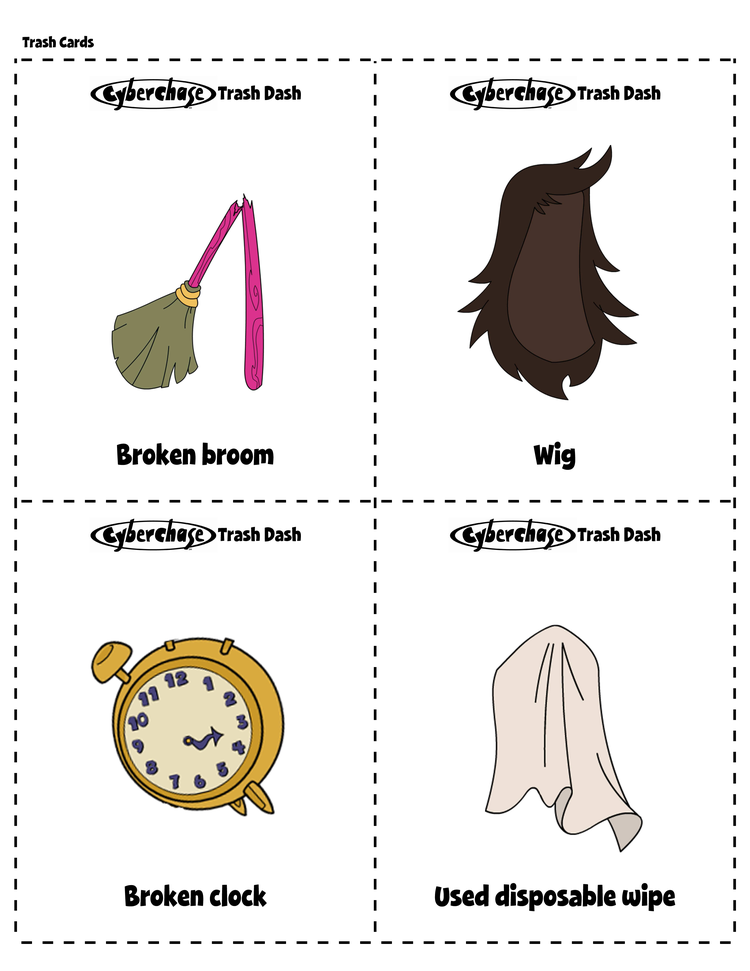 Trash Cards
Cyberchase Trash Dash
Cyberchase Trash Dash
Broken broom
Wig
Cyberchase Trash Dash
Cyberchase Trash Dash
12
1
2
3
4
5
6
7
8
9
10
11
Broken clock
Used disposable wipe